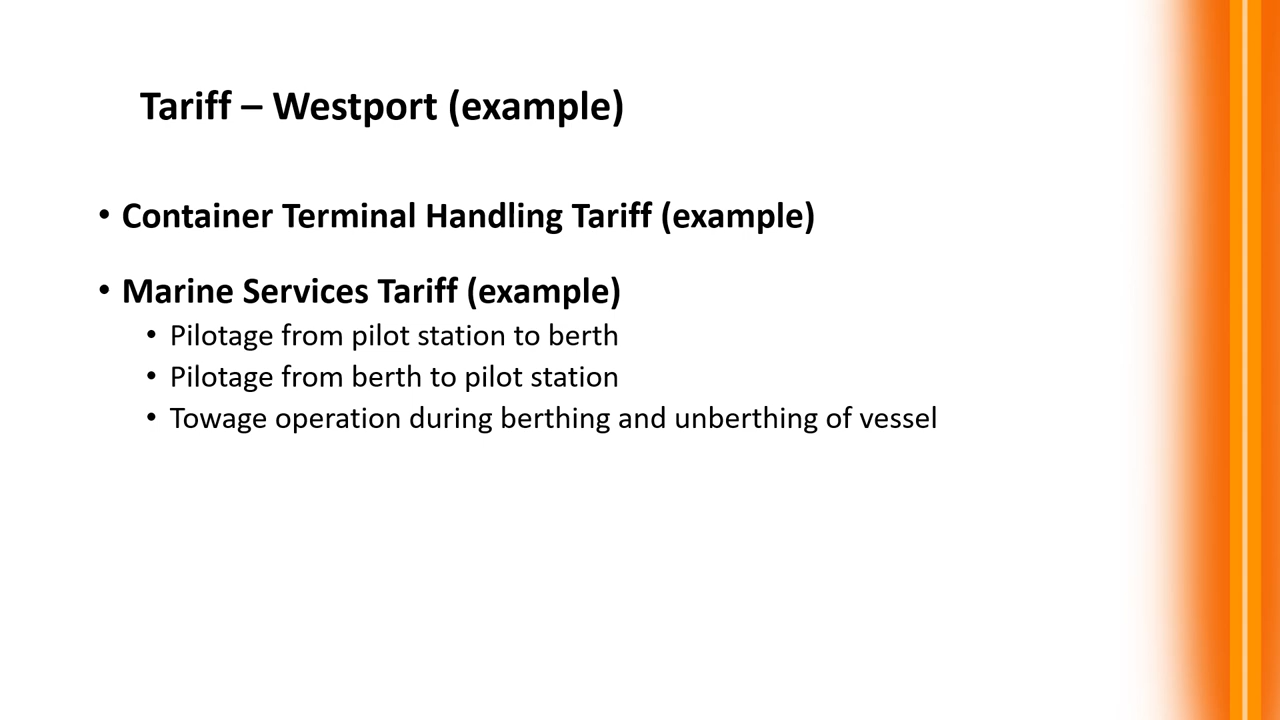 Tariff – Westport (example)
• Container Terminal Handling Tariff (example)
• Marine Services Tariff (example)
• Pilotage from pilot station to berth
• Pilotage from berth to pilot station
• Towage operation during berthing and unberthing of vessel